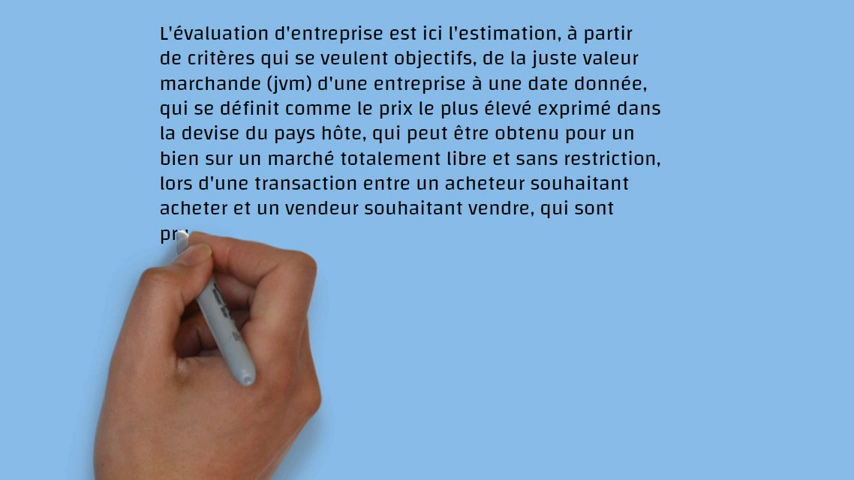 L'évaluation d'entreprise est ici l'estimation, à partir
de critères qui se veulent objectifs, de la juste valeur
marchande (jvm) d'une entreprise à une date donnée,
qui se définit comme le prix le plus élevé exprimé dans
la devise du pays hôte, qui peut être obtenu pour un
bien sur un marché totalement libre et sans restriction,
lors d'une transaction entre un acheteur souhaitant
acheter et un vendeur souhaitant vendre, qui sont